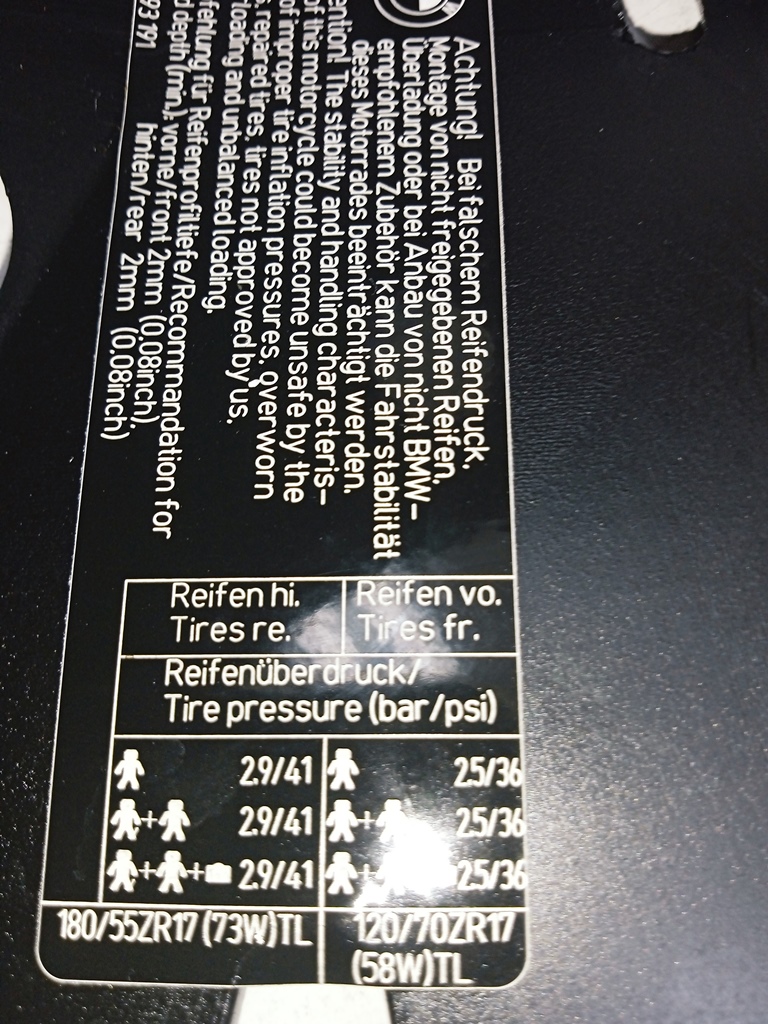 Achtung! Bei falschem Reifendruck,
Montage von nicht freigegebenen Reifen,
Überladung oder bei Anbau von nicht BMW-
empfohlenem Zubehör kann die Fahrstabilität
dieses Motorrades beeinträchtigt werden.
ention! The stability and handling characteris-
of this motorcycle could become unsafe by the
of improper tire inflation pressures, overworn
repaired tires, tires not approved by us,
loading and unbalanced loading.
fehlung für Reifenprofiltiefe/Recommandation for
d depth (min.), vorne/front 2mm (0.08inch),
hinten/rear 2mm (0.08inch)
93 191
Reifen hi. Reifen vo.
Tires re. Tires fr.
Reifenüberdruck/
Tire pressure (bar/psi)
2.9/41 2.5/36
+ 2.9/41 + 2.5/36
+ + 2.9/41 + 2.5/36
180/55ZR17 (73W)TL 120/70ZR17
(58W)TL